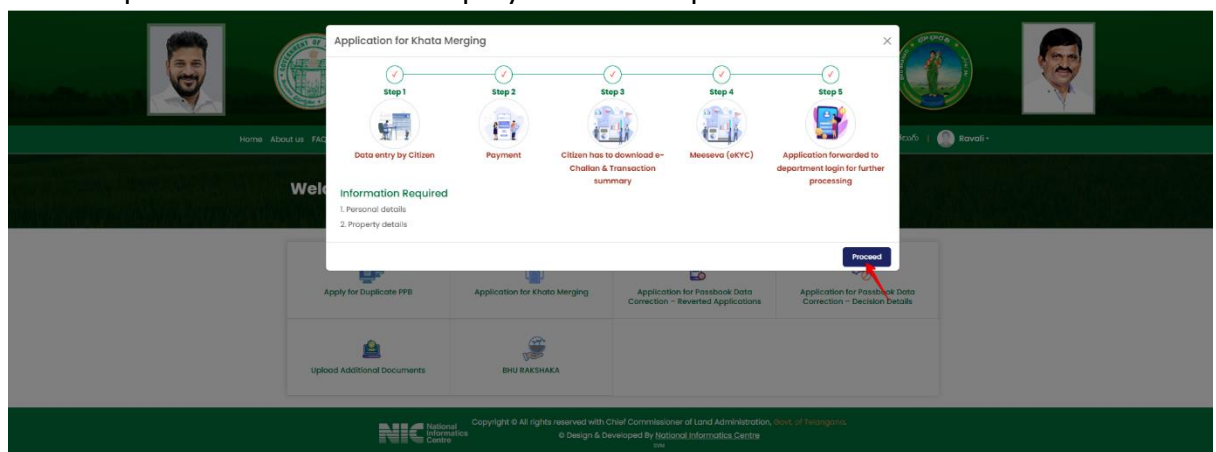 Application for Khata Merging
Step 1
Step 2
Step 3
Step 4
Step 5
Data entry by Citizen
Payment
Citizen has to download e-
Challan & Transaction
summary
Meeseva (eKYC)
Application forwarded to
department login for further
processing
Information Required
1. Personal details
2. Property details
Proceed
GOVERNMENT OF
Home About us FAQ
Ravali
Welc
Apply for Duplicate PPB
Application for Khata Merging
Application for Passbook Data
Correction – Reverted Applications
Application for Passbook Data
Correction – Decision Details
Upload Additional Documents
BHU RAKSHAKA
NIC National
Informatics
Centre
Copyright © All rights reserved with Chief Commissioner of Land Administration, Govt. of Telangana.
© Design & Developed By National Informatics Centre